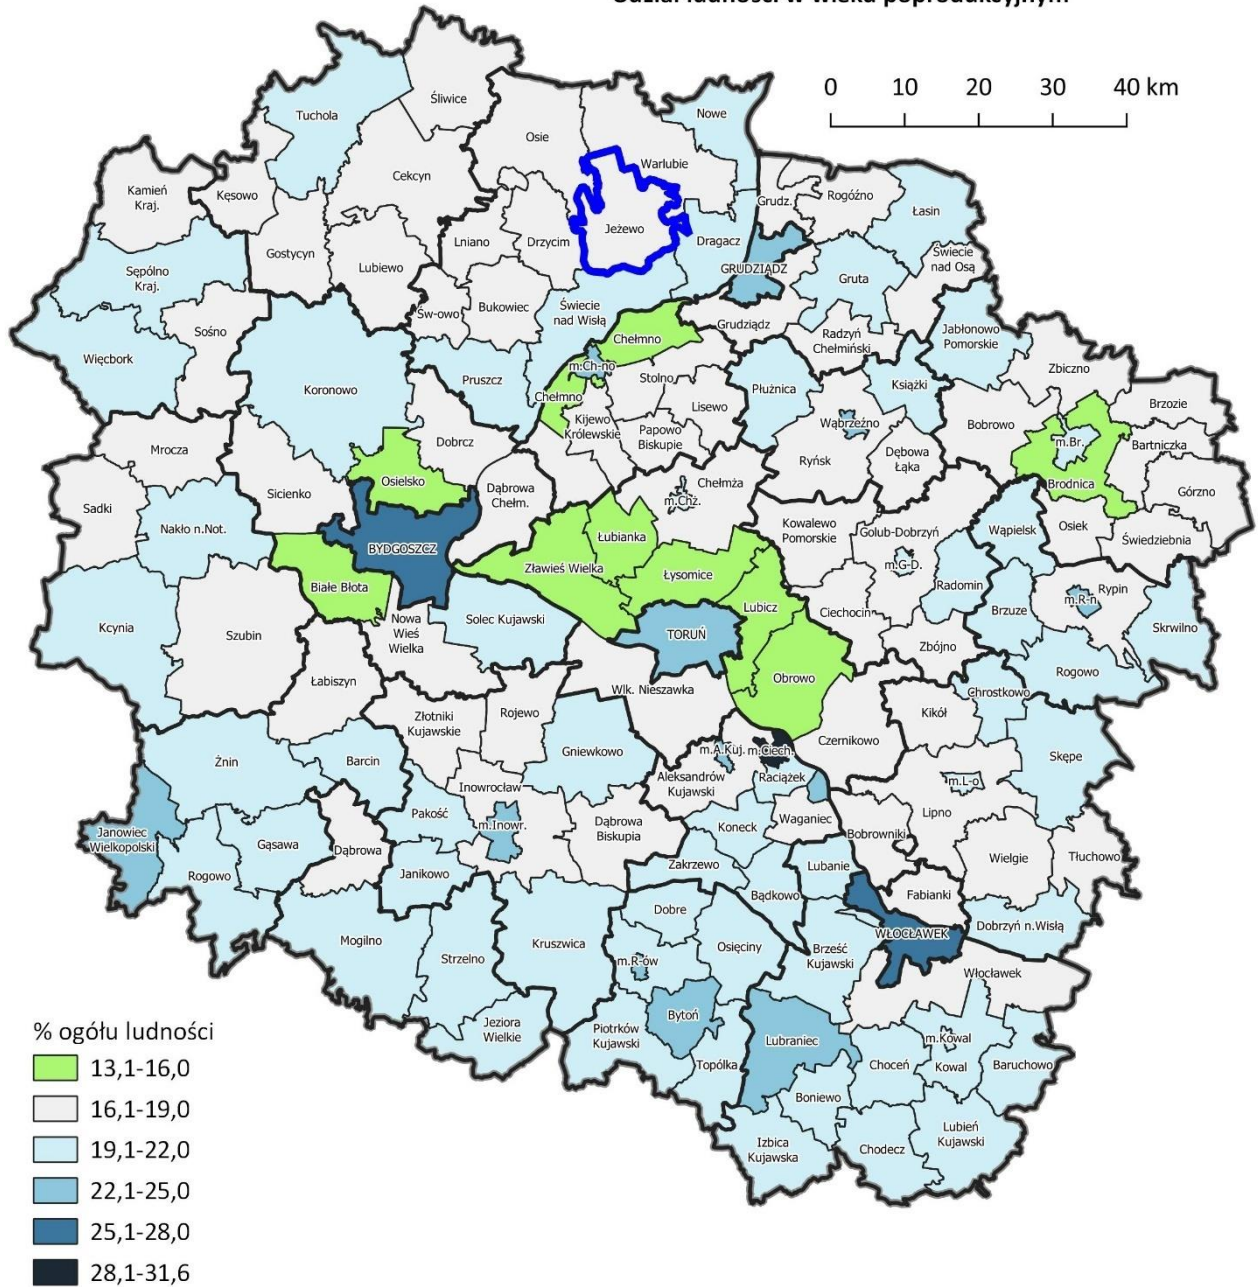 Udział ludności w wieku poprodukcyjnym
0 10 20 30 40 km
Śliwice
Tuchola
Nowe
Osie
Warlubie
Cekcyn
Kamień
Kraj.
Kęsowo
Grudz.
Rogóźno
Łasin
Jeżewo
Lniano
Drzycim
Dragacz
Gostycyn
Lubiewo
Świecie
nad Osą
Sępólno
Kraj.
GRUDZIĄDZ
Gruta
Św-owo
Bukowiec
Świecie
nad Wisłą
Sośno
Grudziądz
Radzyń
Chełmiński
Jabłonowo
Pomorskie
Więcbork
Chełmno
Koronowo
Pruszcz
m.Ch-no
Stolno
Płużnica
Książki
Zbiczno
Chełmno
Lisewo
Brzozie
Kijewo
Królewskie
Papowo
Biskupie
Wąbrzeźno
Bobrowo
m.Br.
Bartniczka
Mrocza
Dobrcz
Ryńsk
Dębowa
Łąka
Osielsko
Brodnica
Górzno
Sadki
Sicienko
Dąbrowa
Chełm.
Chełmża
m.Chż.
Nakło n.Not.
Kowalewo
Pomorskie
Golub-Dobrzyń
Wąpielsk
Osiek
Świedziebnia
BYDGOSZCZ
Łubianka
m.G-D.
Zławieś Wielka
Łysomice
Radomin
Białe Błota
Rypin
m.R-n
Lubicz
Ciechocin
Brzuze
Kcynia
Szubin
Nowa
Wieś
Wielka
Solec Kujawski
TORUŃ
Skrwilno
Zbójno
Łabiszyn
Obrowo
Rogowo
Wlk. Nieszawka
Chrostkowo
Złotniki
Kujawskie
Rojewo
Kikół
Czernikowo
Żnin
Barcin
Gniewkowo
m.A.Kuj.
m.Ciech.
Skępe
Aleksandrów
Kujawski
Raciążek
m.L-o
Inowrocław
Pakość
Lipno
m.Inowr.
Dąbrowa
Biskupia
Koneck
Waganiec
Janowiec
Wielkopolski
Gąsawa
Dąbrowa
Bobrowniki
Wielgie
Tłuchowo
Rogowo
Janikowo
Zakrzewo
Lubanie
Bądkowo
Fabianki
Dobre
Dobrzyń n.Wisłą
Mogilno
Kruszwica
Osięciny
Brześć
Kujawski
WŁOCŁAWEK
Strzelno
m.R-ów
Włocławek
Bytoń
Jeziora
Wielkie
Piotrków
Kujawski
Lubraniec
m.Kowal
Topólka
Choceń
Kowal
Baruchowo
Boniewo
Izbica
Kujawska
Chodecz
Lubień
Kujawski
% ogółu ludności
13,1-16,0
16,1-19,0
19,1-22,0
22,1-25,0
25,1-28,0
28,1-31,6